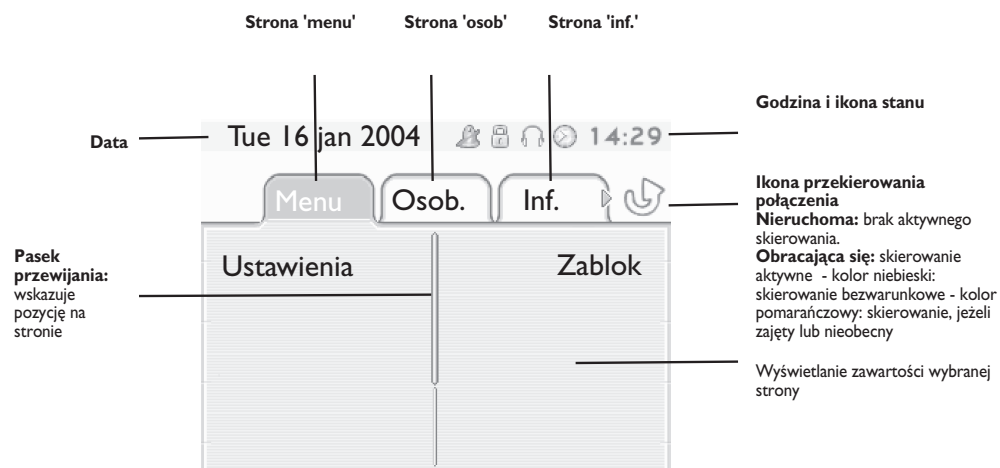 Strona 'menu'
Strona 'osob'
Strona 'inf.'
Godzina i ikona stanu
Data
Tue 16 jan 2004
14:29
Menu
Osob.
Inf.
Ikona przekierowania
połączenia
Nieruchoma: brak aktywnego
skierowania.
Obracająca się: skierowanie
aktywne - kolor niebieski:
skierowanie bezwarunkowe - kolor
pomarańczowy: skierowanie, jeżeli
zajęty lub nieobecny
Pasek
przewijania:
wskazuje
pozycję na
stronie
Ustawienia
Zablok
Wyświetlanie zawartości wybranej
strony